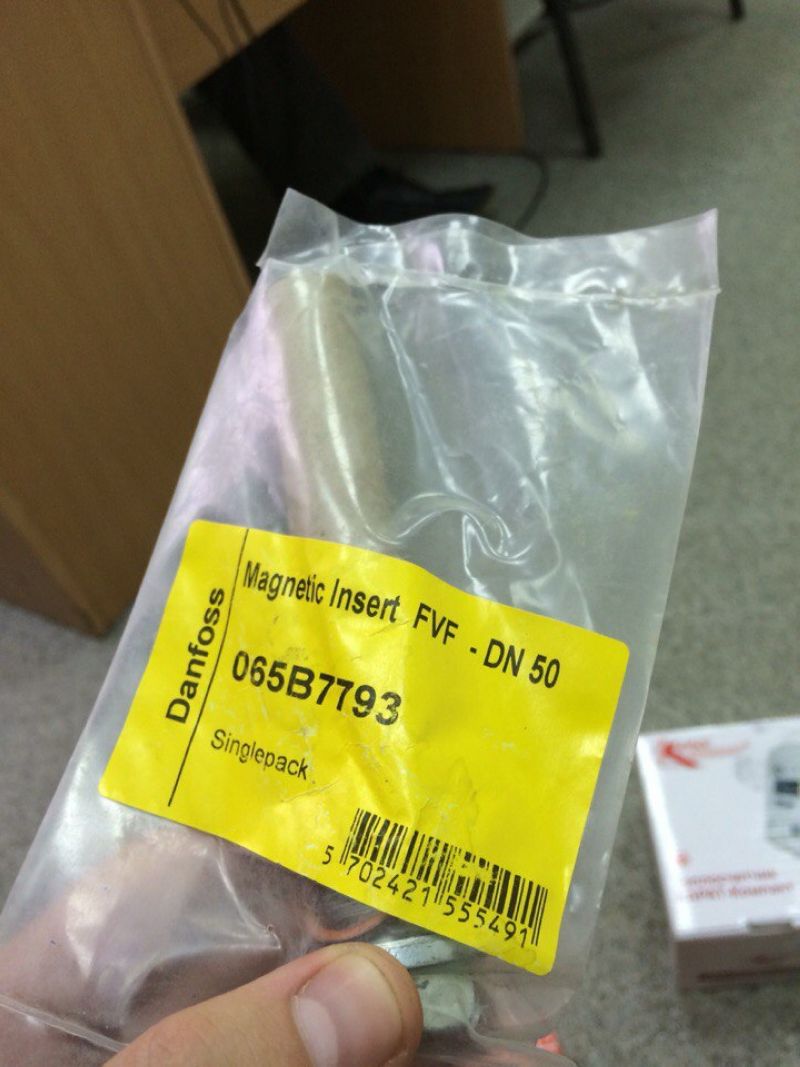 Danfoss
Magnetic Insert FVF - DN 50
065B7793
Singlepack
5 702421 555491